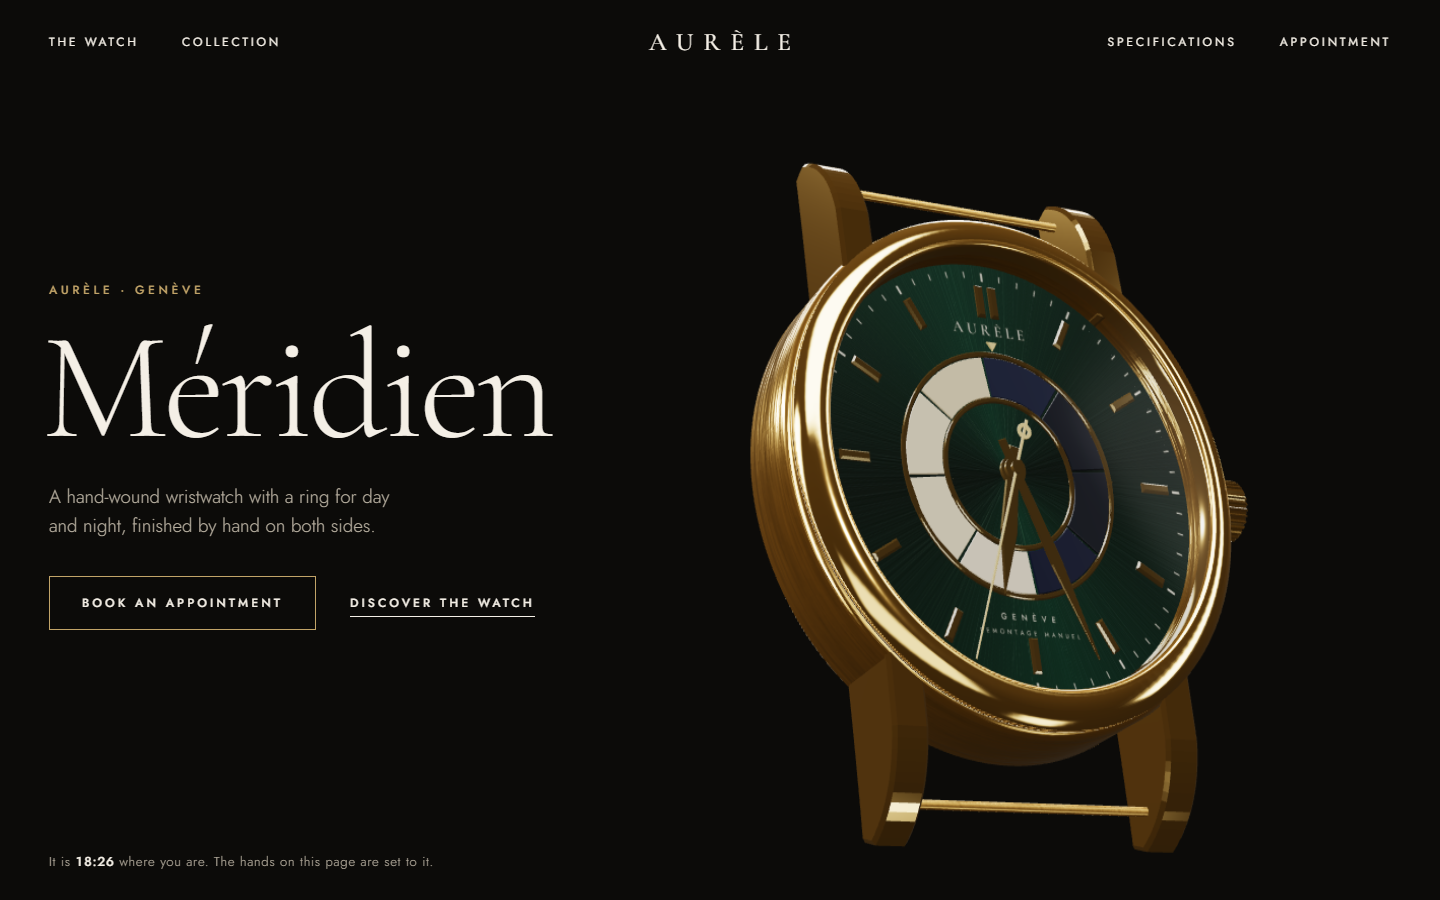 THE WATCH
COLLECTION
AURÈLE
SPECIFICATIONS
APPOINTMENT
AURÈLE · GENÈVE
Méridien
A hand-wound wristwatch with a ring for day
and night, finished by hand on both sides.
BOOK AN APPOINTMENT
DISCOVER THE WATCH
AURÈLE
GENÈVE
REMONTAGE MANUEL
It is 18:26 where you are. The hands on this page are set to it.